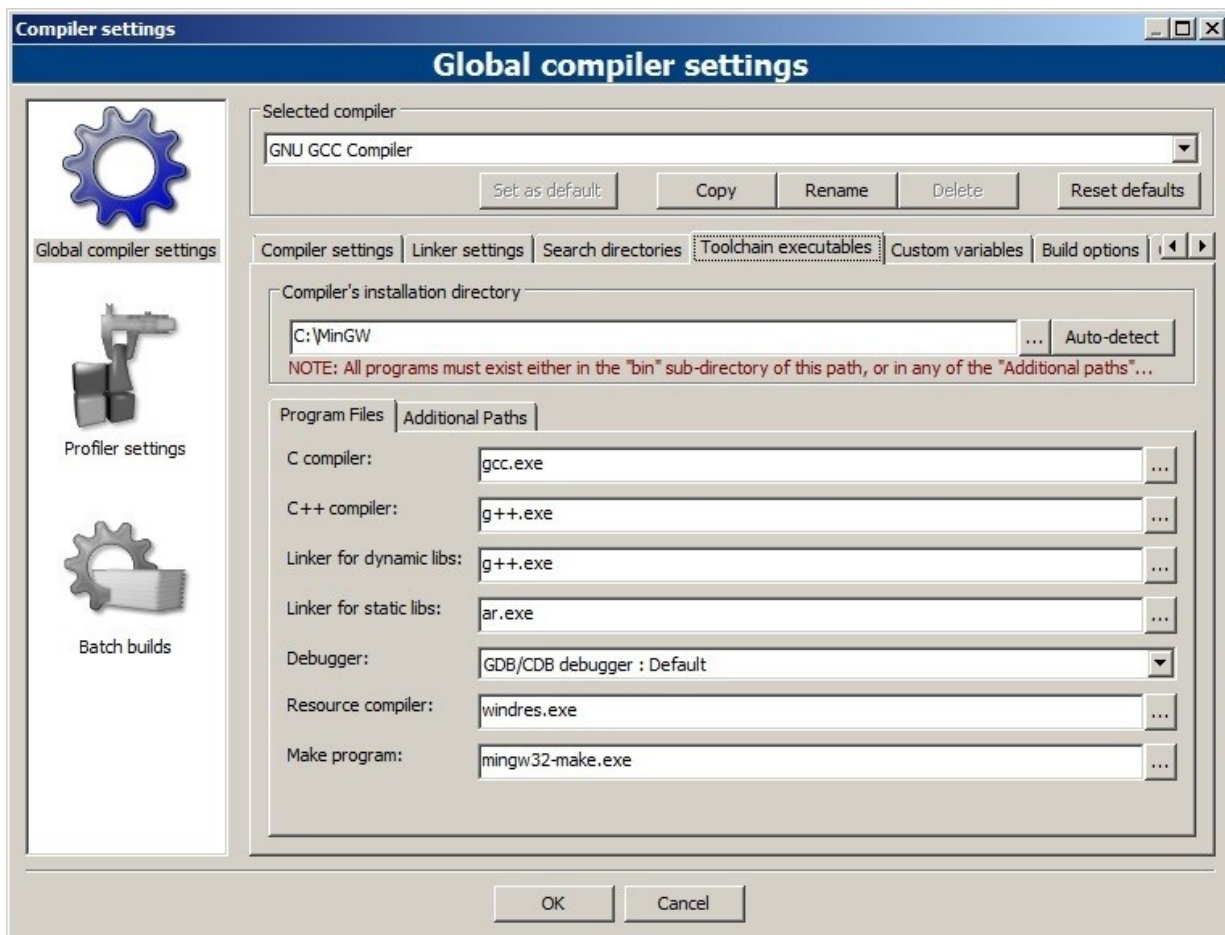 Compiler settings
Global compiler settings
Global compiler settings
Profiler settings
Batch builds
Selected compiler
GNU GCC Compiler
Set as default Copy Rename Delete Reset defaults
Compiler settings Linker settings Search directories Toolchain executables Custom variables Build options
Compiler's installation directory
C:\MinGW ... Auto-detect
NOTE: All programs must exist either in the "bin" sub-directory of this path, or in any of the "Additional paths"...
Program Files Additional Paths
C compiler: gcc.exe ...
C++ compiler: g++.exe ...
Linker for dynamic libs: g++.exe ...
Linker for static libs: ar.exe ...
Debugger: GDB/CDB debugger : Default
Resource compiler: windres.exe ...
Make program: mingw32-make.exe ...
OK Cancel